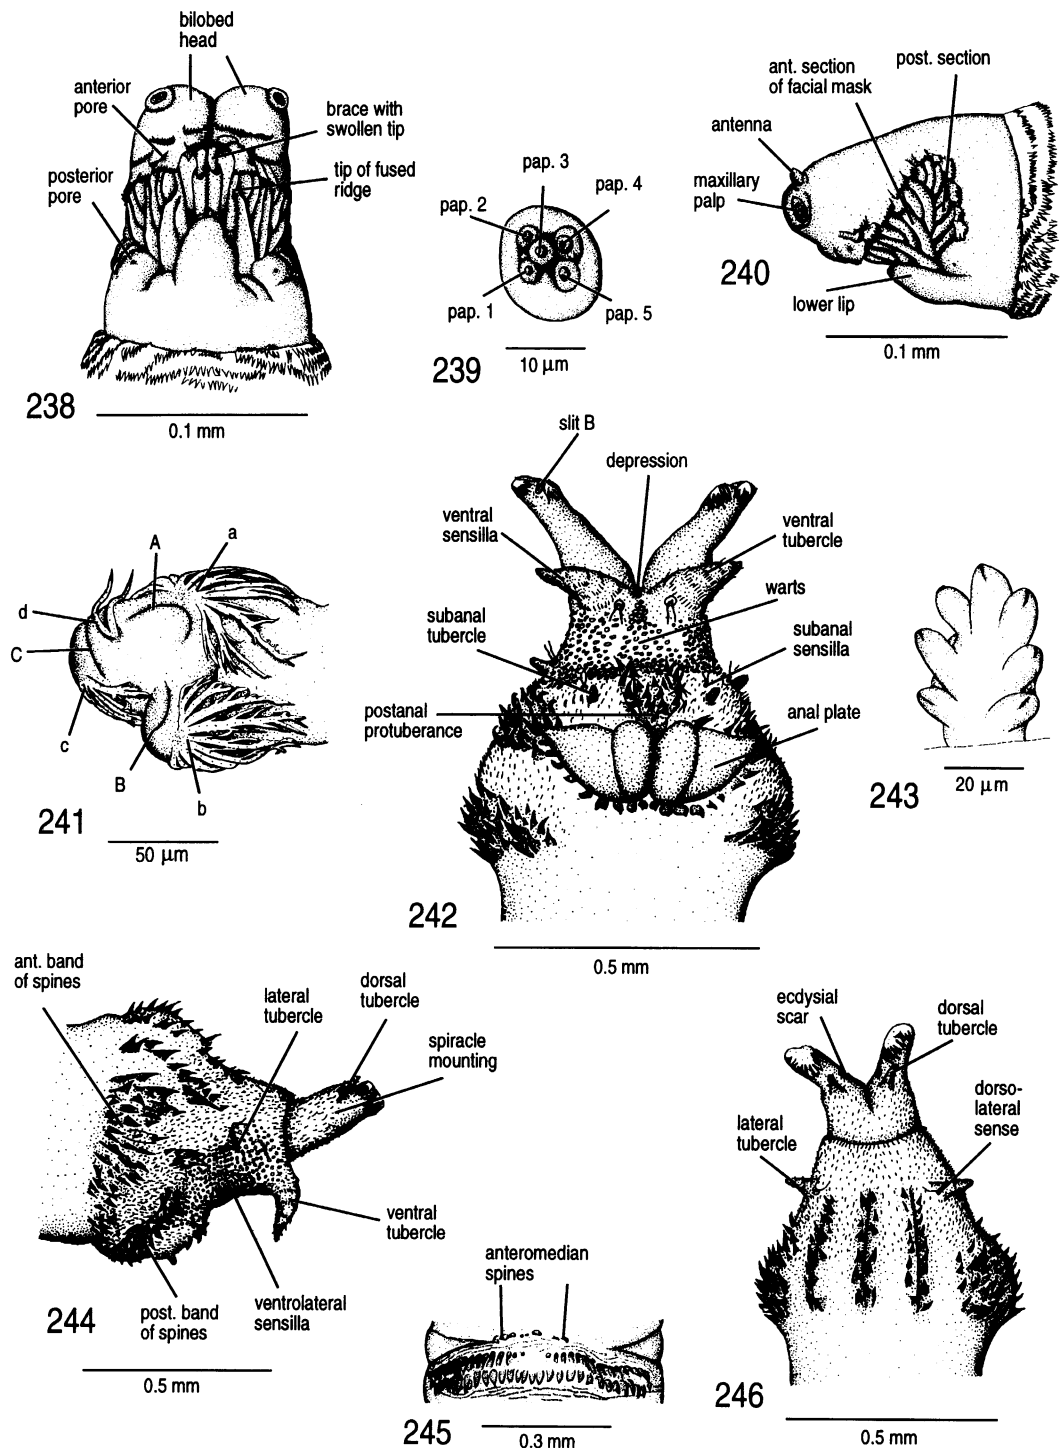 bilobed
head
anterior
pore
brace with
swollen tip
posterior
pore
tip of fused
ridge
238
0.1 mm
pap. 3
pap. 4
pap. 2
pap. 1
pap. 5
239
10 µm
ant. section
of facial mask
post. section
antenna
maxillary
palp
240
lower lip
0.1 mm
A
a
d
C
c
B
b
241
50 µm
slit B
depression
ventral
sensilla
ventral
tubercle
warts
subanal
tubercle
subanal
sensilla
postanal
protuberance
anal plate
242
0.5 mm
243
20 µm
ant. band
of spines
lateral
tubercle
dorsal
tubercle
spiracle
mounting
ventral
tubercle
244
post. band
of spines
ventrolateral
sensilla
0.5 mm
anteromedian
spines
245
0.3 mm
ecdysial
scar
dorsal
tubercle
dorso-
lateral
sense
lateral
tubercle
246
0.5 mm